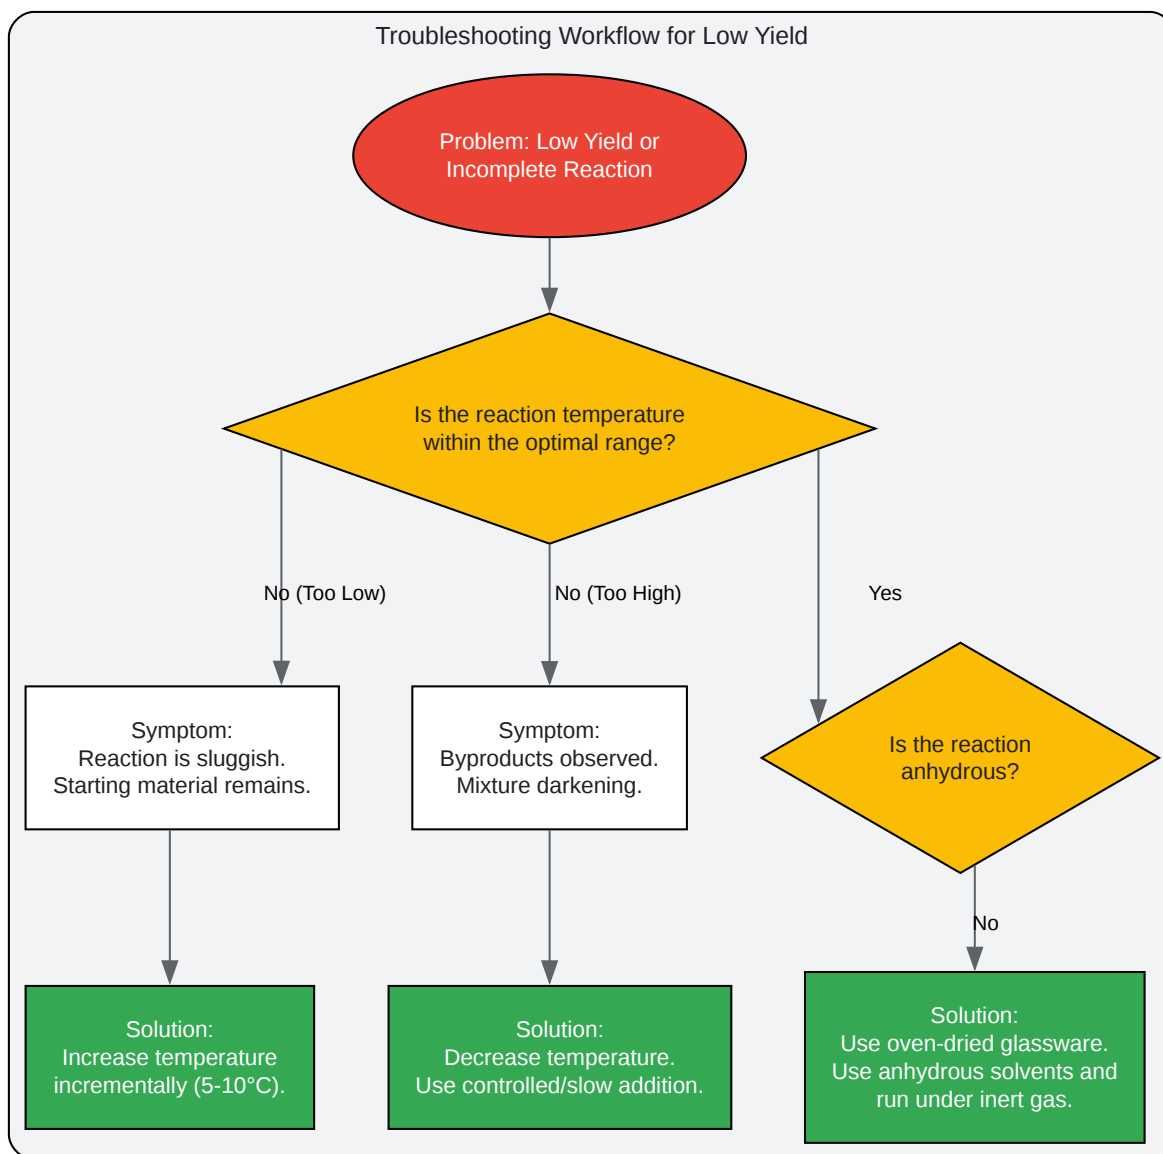 Troubleshooting Workflow for Low Yield
Problem: Low Yield or
Incomplete Reaction
Is the reaction temperature
within the optimal range?
No (Too Low)
No (Too High)
Yes
Symptom:
Reaction is sluggish.
Starting material remains.
Symptom:
Byproducts observed.
Mixture darkening.
Is the reaction
anhydrous?
No
Solution:
Increase temperature
incrementally (5-10°C).
Solution:
Decrease temperature.
Use controlled/slow addition.
Solution:
Use oven-dried glassware.
Use anhydrous solvents and
run under inert gas.